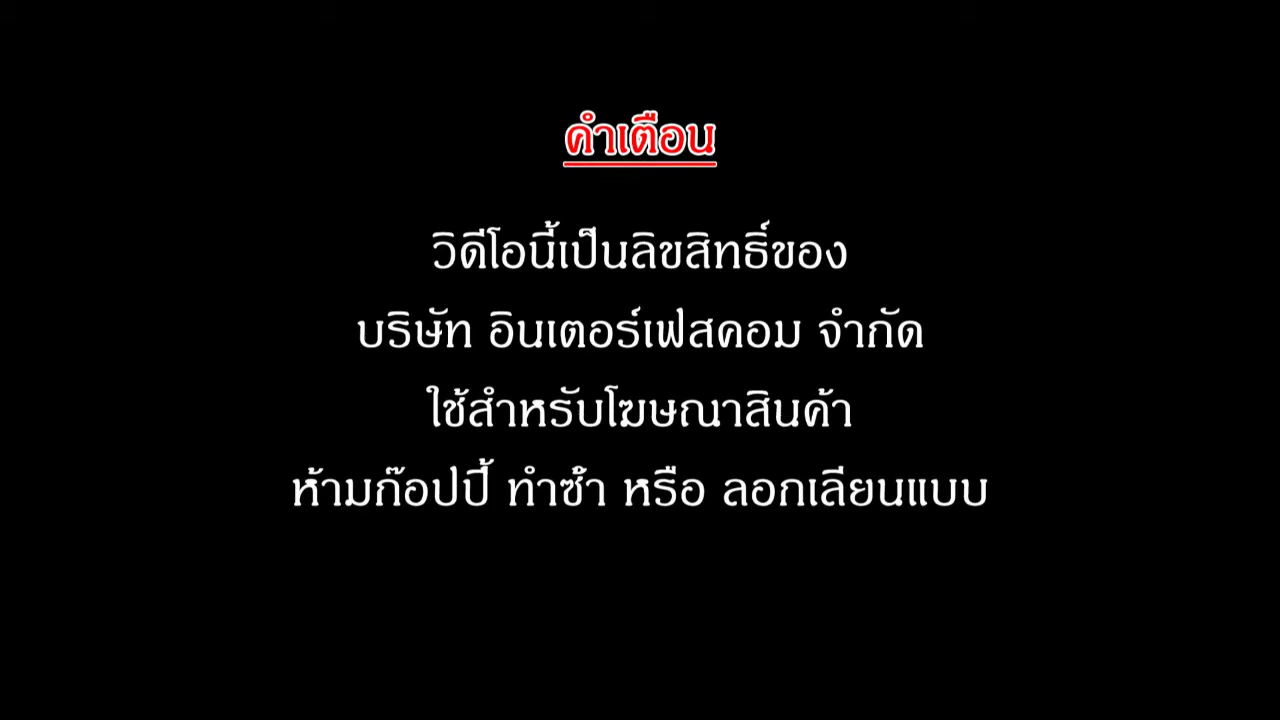 คำเตือน
วิดีโอนี้เป็นลิขสิทธิ์ของ
บริษัท อินเตอร์เฟสคอม จำกัด
ใช้สำหรับโฆษณาสินค้า
ห้ามก๊อปปี้ ทำซ้ำ หรือ ลอกเลียนแบบ